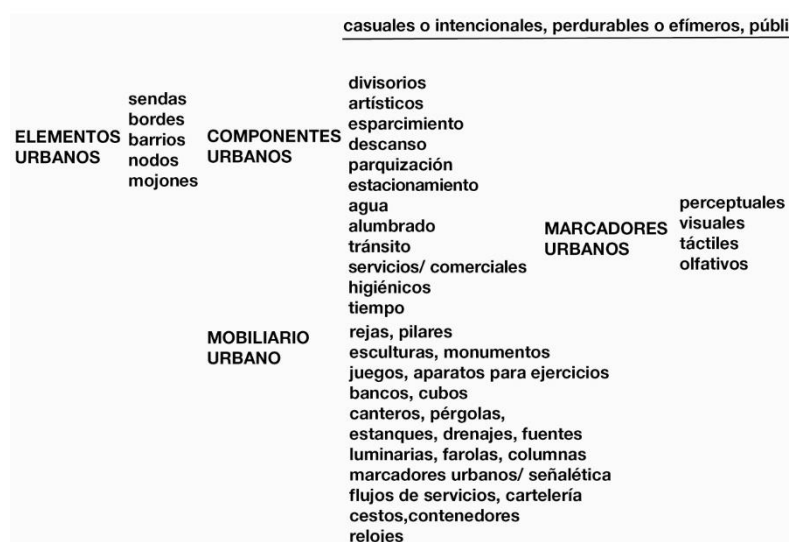 casuales o intencionales, perdurables o efímeros, públi
ELEMENTOS
URBANOS
sendas
bordes
barrios
nodos
mojones
COMPONENTES
URBANOS
divisorios
artísticos
esparcimiento
descanso
parquización
estacionamiento
agua
alumbrado
tránsito
servicios/ comerciales
higiénicos
tiempo
MARCADORES
URBANOS
perceptuales
visuales
táctiles
olfativos
MOBILIARIO
URBANO
rejas, pilares
esculturas, monumentos
juegos, aparatos para ejercicios
bancos, cubos
canteros, pérgolas,
estanques, drenajes, fuentes
luminarias, farolas, columnas
marcadores urbanos/ señalética
flujos de servicios, cartelería
cestos,contenedores
relojes